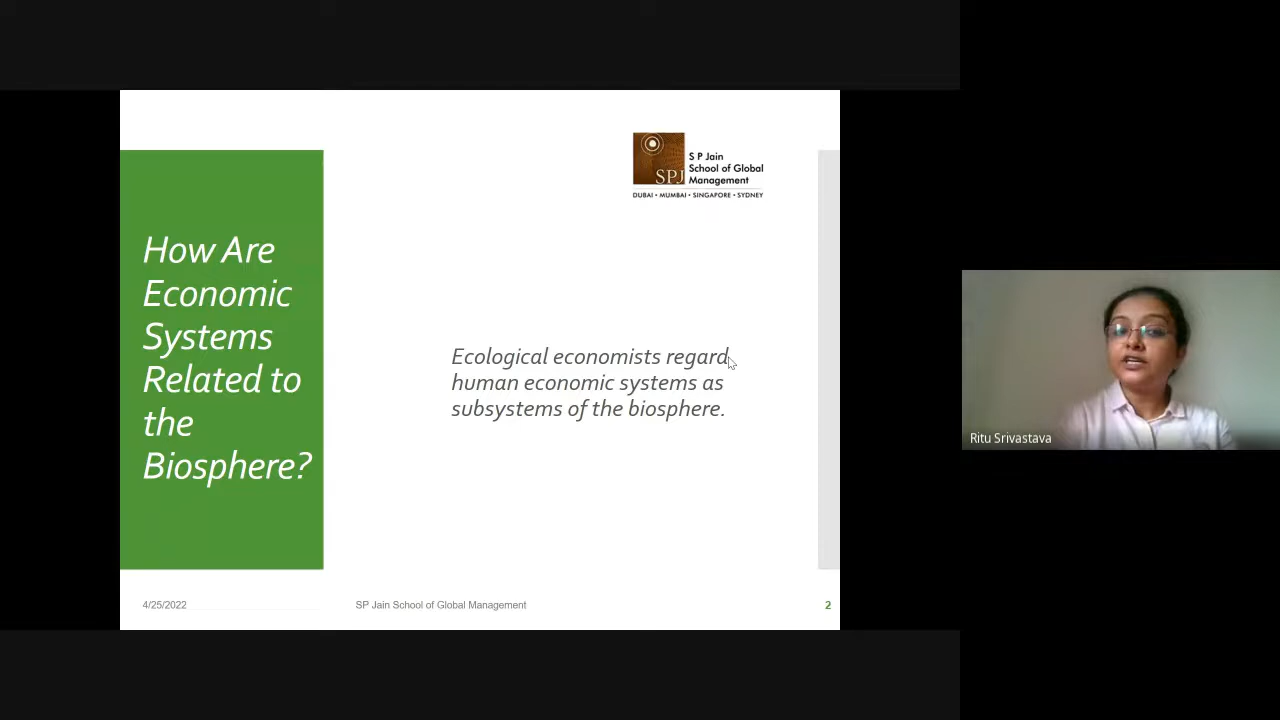 S P Jain
School of Global
Management
SPJ
DUBAI • MUMBAI • SINGAPORE • SYDNEY
How Are
Economic
Systems
Related to
the
Biosphere?
Ecological economists regard
human economic systems as
subsystems of the biosphere.
Ritu Srivastava
4/25/2022
SP Jain School of Global Management
2